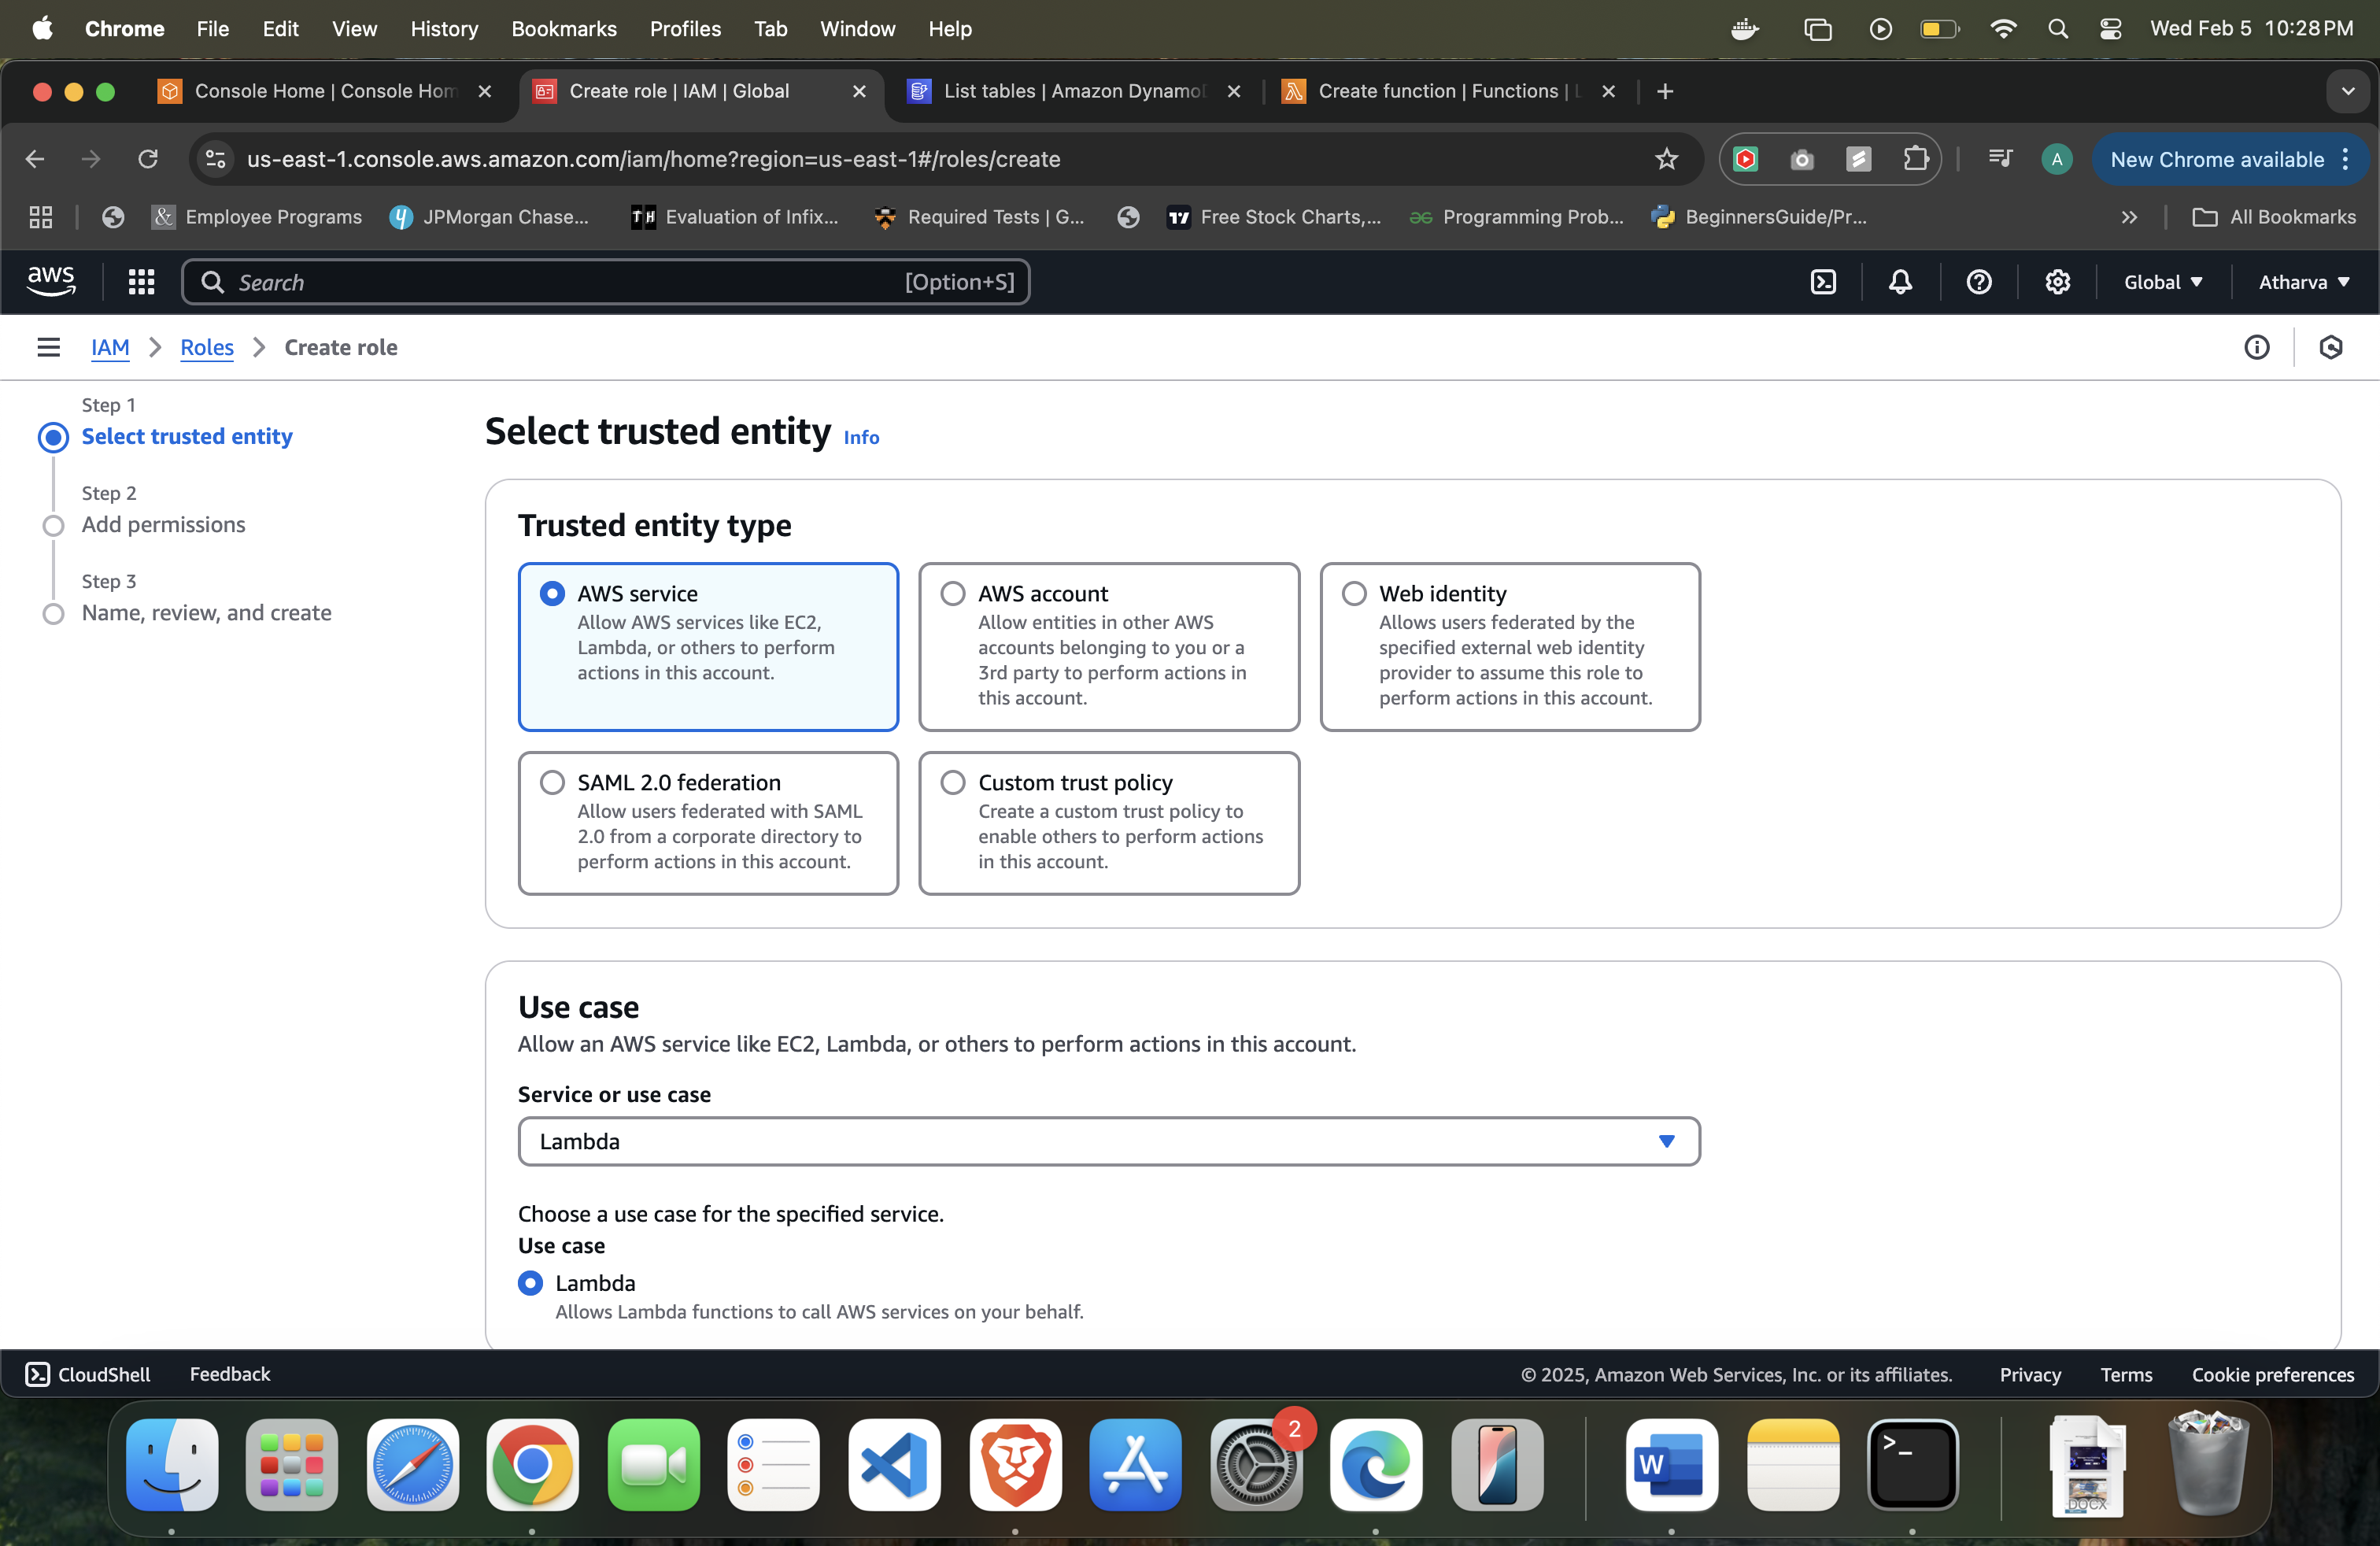 Chrome File Edit View History Bookmarks Profiles Tab Window Help Wed Feb 5 10:28 PM
Console Home | Console Hom Create role | IAM | Global List tables | Amazon Dynamo Create function | Functions |
us-east-1.console.aws.amazon.com/iam/home?region=us-east-1#/roles/create A New Chrome available
Employee Programs JPMorgan Chase... TH Evaluation of Infix... Required Tests | G... Free Stock Charts,... Programming Prob... BeginnersGuide/Pr... All Bookmarks
aws Search [Option+S] Global Atharva
IAM Roles Create role
Step 1
Select trusted entity
Step 2
Add permissions
Step 3
Name, review, and create
Select trusted entity Info
Trusted entity type
AWS service
Allow AWS services like EC2,
Lambda, or others to perform
actions in this account.
AWS account
Allow entities in other AWS
accounts belonging to you or a
3rd party to perform actions in
this account.
Web identity
Allows users federated by the
specified external web identity
provider to assume this role to
perform actions in this account.
SAML 2.0 federation
Allow users federated with SAML
2.0 from a corporate directory to
perform actions in this account.
Custom trust policy
Create a custom trust policy to
enable others to perform actions
in this account.
Use case
Allow an AWS service like EC2, Lambda, or others to perform actions in this account.
Service or use case
Lambda
Choose a use case for the specified service.
Use case
Lambda
Allows Lambda functions to call AWS services on your behalf.
CloudShell Feedback © 2025, Amazon Web Services, Inc. or its affiliates. Privacy Terms Cookie preferences
2
W
DOCX